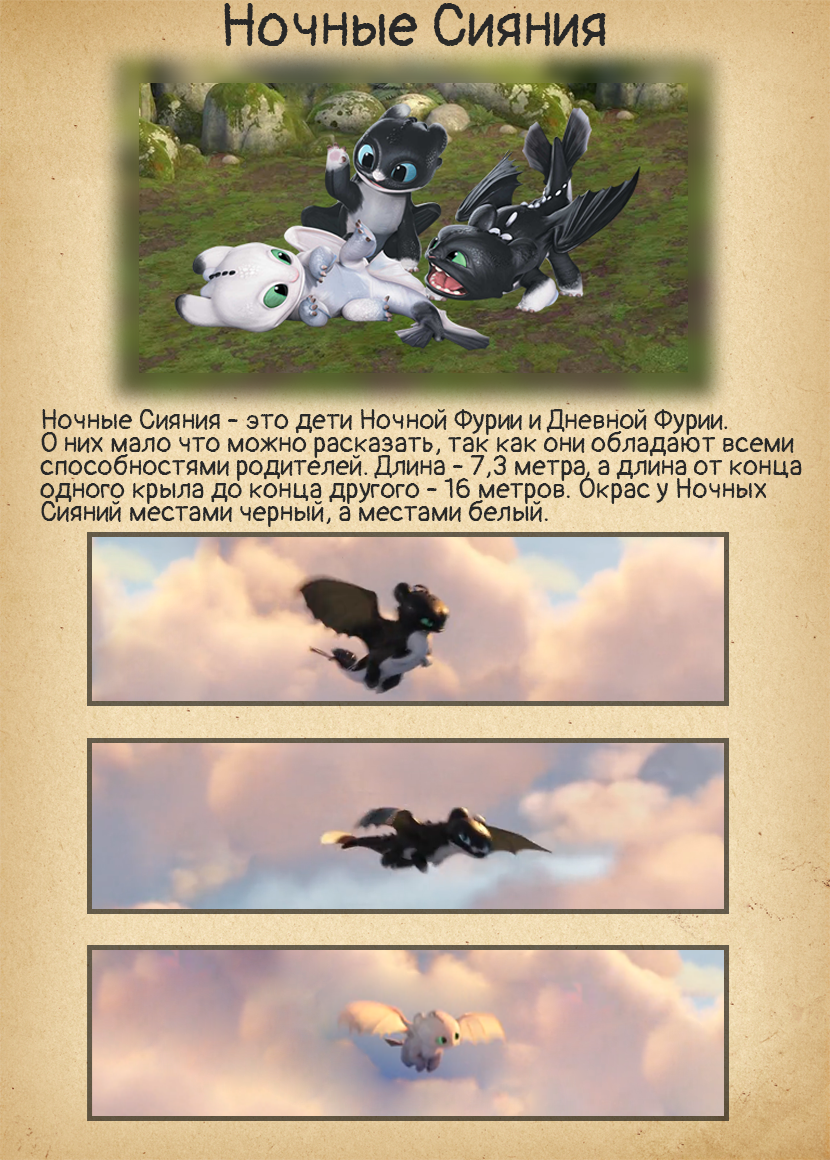 Ночные Сияния
Ночные Сияния - это дети Ночной Фурии и Дневной Фурии.
О них мало что можно расказать, так как они обладают всеми
способностями родителей. Длина - 7,3 метра, а длина от конца
одного крыла до конца другого - 16 метров. Окрас у Ночных
Сияний местами черный, а местами белый.